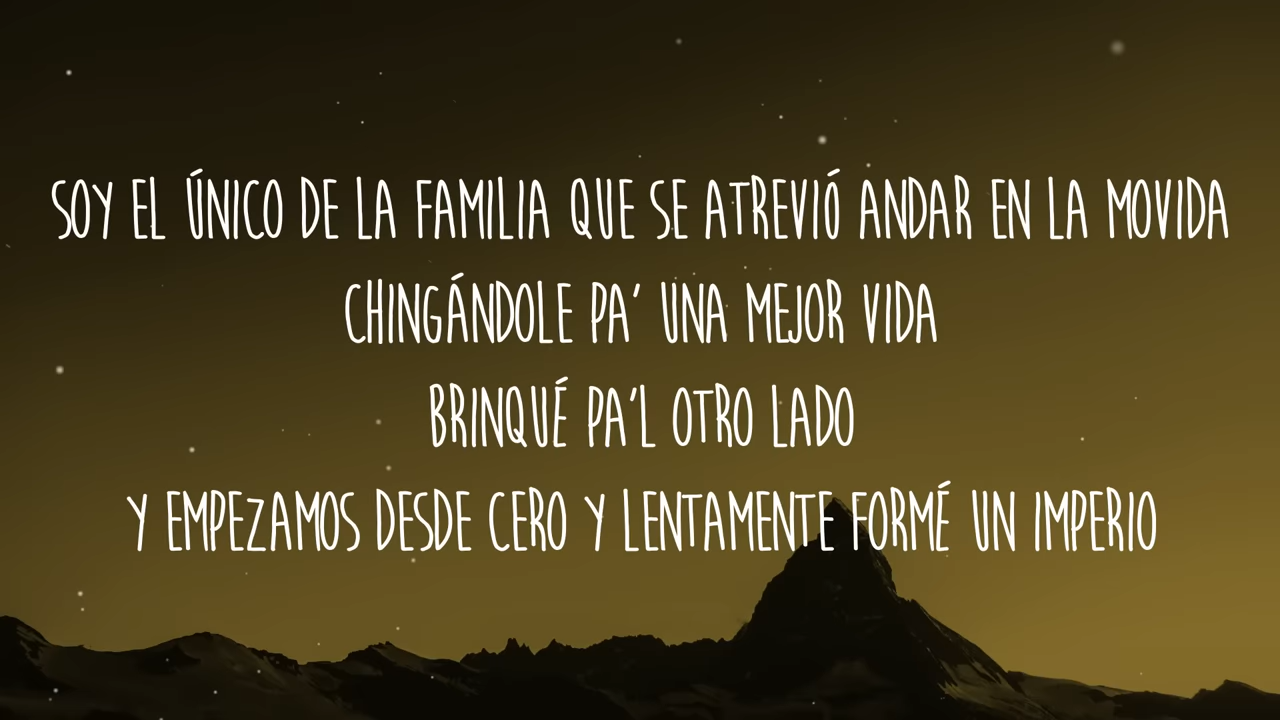 SOY EL ÚNICO DE LA FAMILIA QUE SE ATREVIÓ ANDAR EN LA MOVIDA
CHINGÁNDOLE PA' UNA MEJOR VIDA
BRINQUÉ PA'L OTRO LADO
Y EMPEZAMOS DESDE CERO Y LENTAMENTE FORMÉ UN IMPERIO